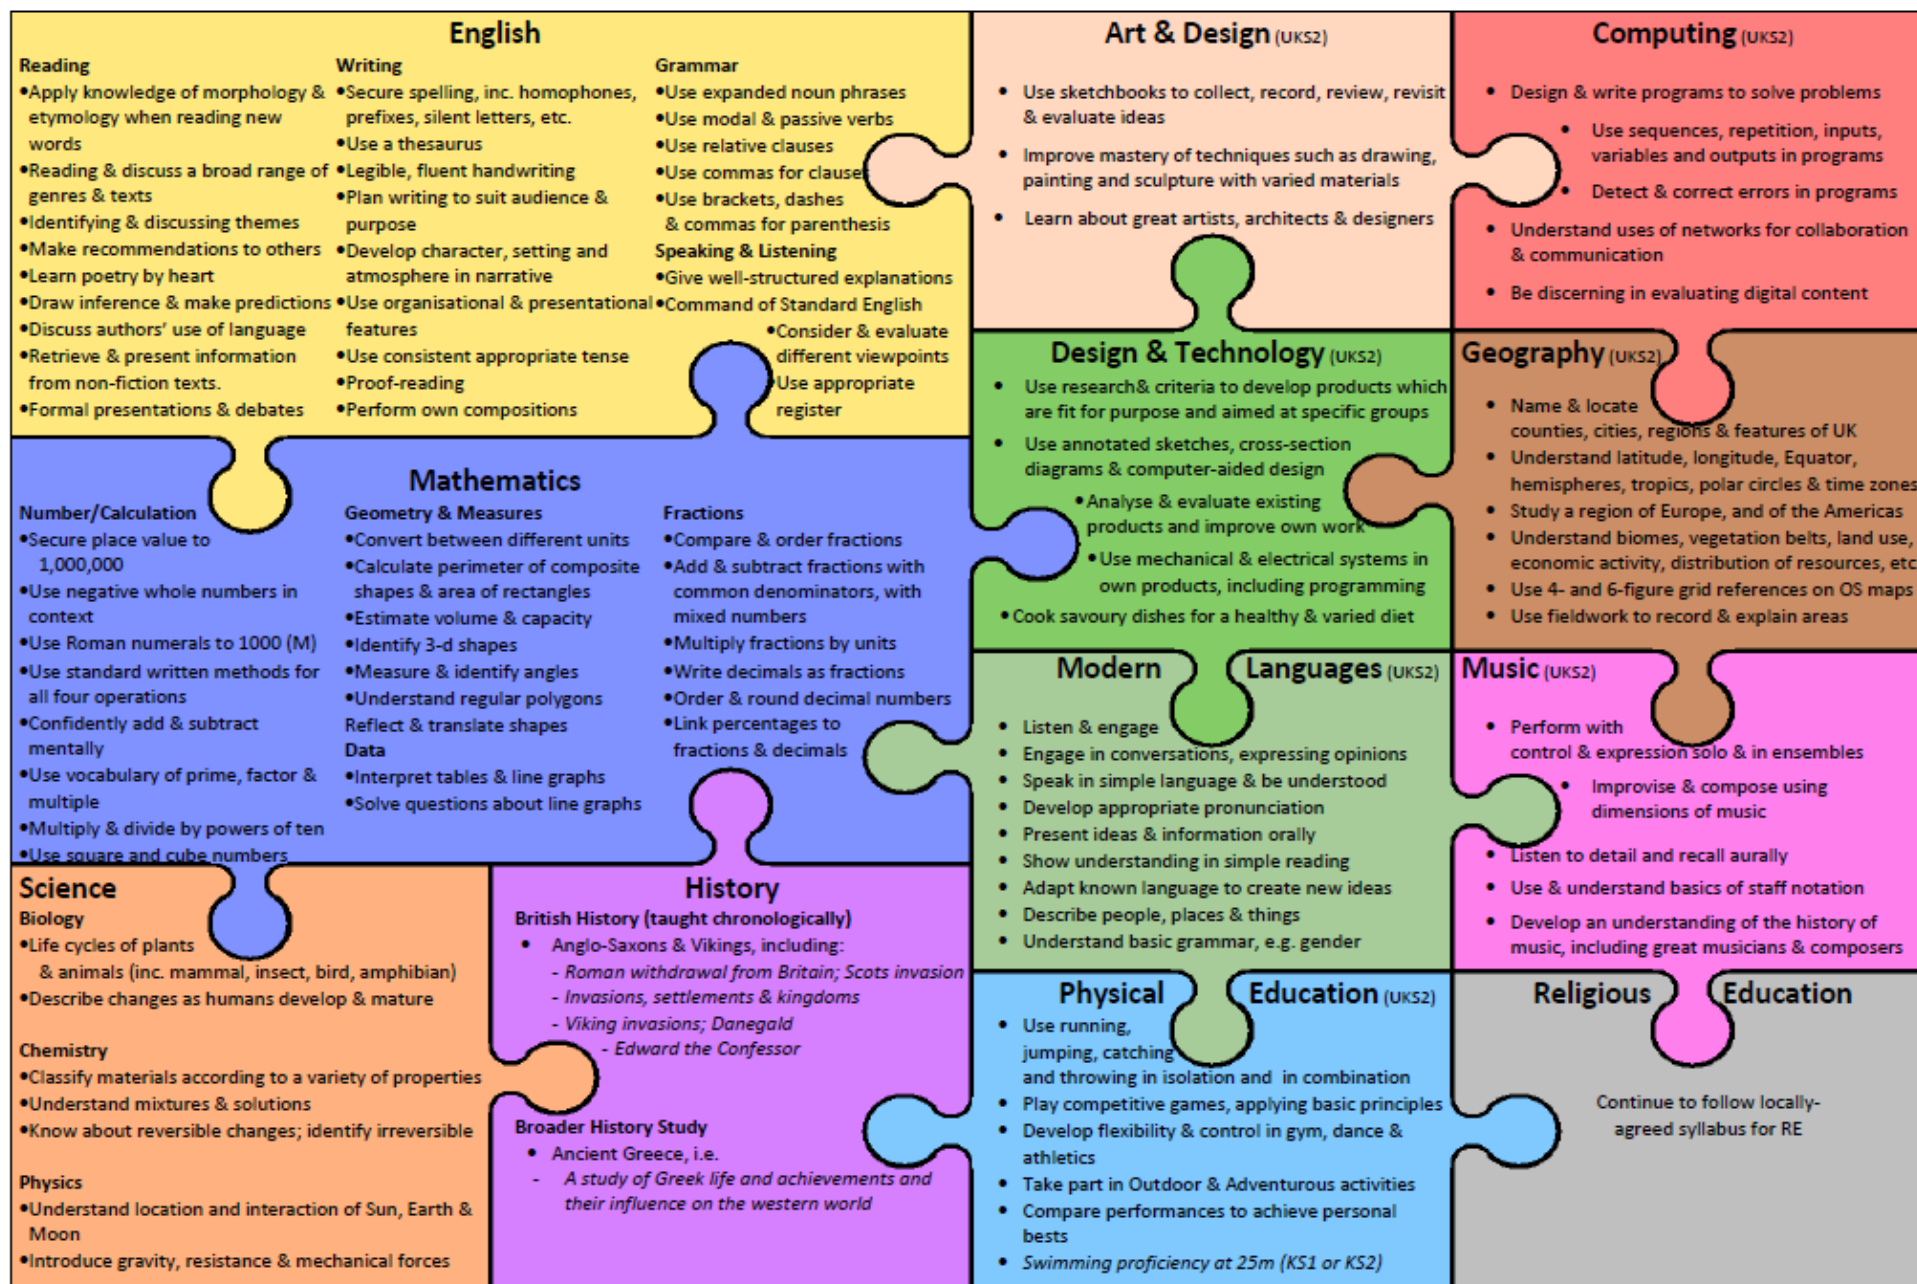 English
Reading
•Apply knowledge of morphology &
etymology when reading new
words
•Reading & discuss a broad range of
genres & texts
•Identifying & discussing themes
•Make recommendations to others
•Learn poetry by heart
•Draw inference & make predictions
•Discuss authors' use of language
•Retrieve & present information
from non-fiction texts.
•Formal presentations & debates
Writing
•Secure spelling, inc. homophones,
prefixes, silent letters, etc.
•Use a thesaurus
•Legible, fluent handwriting
•Plan writing to suit audience &
purpose
•Develop character, setting and
atmosphere in narrative
•Use organisational & presentational
features
•Use consistent appropriate tense
•Proof-reading
•Perform own compositions
Grammar
•Use expanded noun phrases
•Use modal & passive verbs
•Use relative clauses
•Use commas for clauses
•Use brackets, dashes
& commas for parenthesis
Speaking & Listening
•Give well-structured explanations
•Command of Standard English
•Consider & evaluate
different viewpoints
•Use appropriate
register
Art & Design (UKS2)
• Use sketchbooks to collect, record, review, revisit
& evaluate ideas
• Improve mastery of techniques such as drawing,
painting and sculpture with varied materials
• Learn about great artists, architects & designers
Computing (UKS2)
• Design & write programs to solve problems
• Use sequences, repetition, inputs,
variables and outputs in programs
• Detect & correct errors in programs
• Understand uses of networks for collaboration
& communication
• Be discerning in evaluating digital content
Design & Technology (UKS2)
• Use research& criteria to develop products which
are fit for purpose and aimed at specific groups
• Use annotated sketches, cross-section
diagrams & computer-aided design
•Analyse & evaluate existing
products and improve own work
•Use mechanical & electrical systems in
own products, including programming
•Cook savoury dishes for a healthy & varied diet
Geography (UKS2)
• Name & locate
counties, cities, regions & features of UK
• Understand latitude, longitude, Equator,
hemispheres, tropics, polar circles & time zones
• Study a region of Europe, and of the Americas
• Understand biomes, vegetation belts, land use,
economic activity, distribution of resources, etc
• Use 4- and 6-figure grid references on OS maps
• Use fieldwork to record & explain areas
Mathematics
Number/Calculation
•Secure place value to
1,000,000
•Use negative whole numbers in
context
•Use Roman numerals to 1000 (M)
•Use standard written methods for
all four operations
•Confidently add & subtract
mentally
•Use vocabulary of prime, factor &
multiple
•Multiply & divide by powers of ten
•Use square and cube numbers
Geometry & Measures
•Convert between different units
•Calculate perimeter of composite
shapes & area of rectangles
•Estimate volume & capacity
•Identify 3-d shapes
•Measure & identify angles
•Understand regular polygons
Reflect & translate shapes
Data
•Interpret tables & line graphs
•Solve questions about line graphs
Fractions
•Compare & order fractions
•Add & subtract fractions with
common denominators, with
mixed numbers
•Multiply fractions by units
•Write decimals as fractions
•Order & round decimal numbers
•Link percentages to
fractions & decimals
Modern Languages (UKS2)
• Listen & engage
• Engage in conversations, expressing opinions
• Speak in simple language & be understood
• Develop appropriate pronunciation
• Present ideas & information orally
• Show understanding in simple reading
• Adapt known language to create new ideas
• Describe people, places & things
• Understand basic grammar, e.g. gender
Music (UKS2)
• Perform with
control & expression solo & in ensembles
• Improvise & compose using
dimensions of music
• Listen to detail and recall aurally
• Use & understand basics of staff notation
• Develop an understanding of the history of
music, including great musicians & composers
Science
Biology
•Life cycles of plants
& animals (inc. mammal, insect, bird, amphibian)
•Describe changes as humans develop & mature
Chemistry
•Classify materials according to a variety of properties
•Understand mixtures & solutions
•Know about reversible changes; identify irreversible
Physics
•Understand location and interaction of Sun, Earth &
Moon
•Introduce gravity, resistance & mechanical forces
History
British History (taught chronologically)
• Anglo-Saxons & Vikings, including:
- Roman withdrawal from Britain; Scots invasion
- Invasions, settlements & kingdoms
- Viking invasions; Danegald
- Edward the Confessor
Broader History Study
• Ancient Greece, i.e.
- A study of Greek life and achievements and
their influence on the western world
Physical Education (UKS2)
• Use running,
jumping, catching
and throwing in isolation and in combination
• Play competitive games, applying basic principles
• Develop flexibility & control in gym, dance &
athletics
• Take part in Outdoor & Adventurous activities
• Compare performances to achieve personal
bests
• Swimming proficiency at 25m (KS1 or KS2)
Religious Education
Continue to follow locally-
agreed syllabus for RE